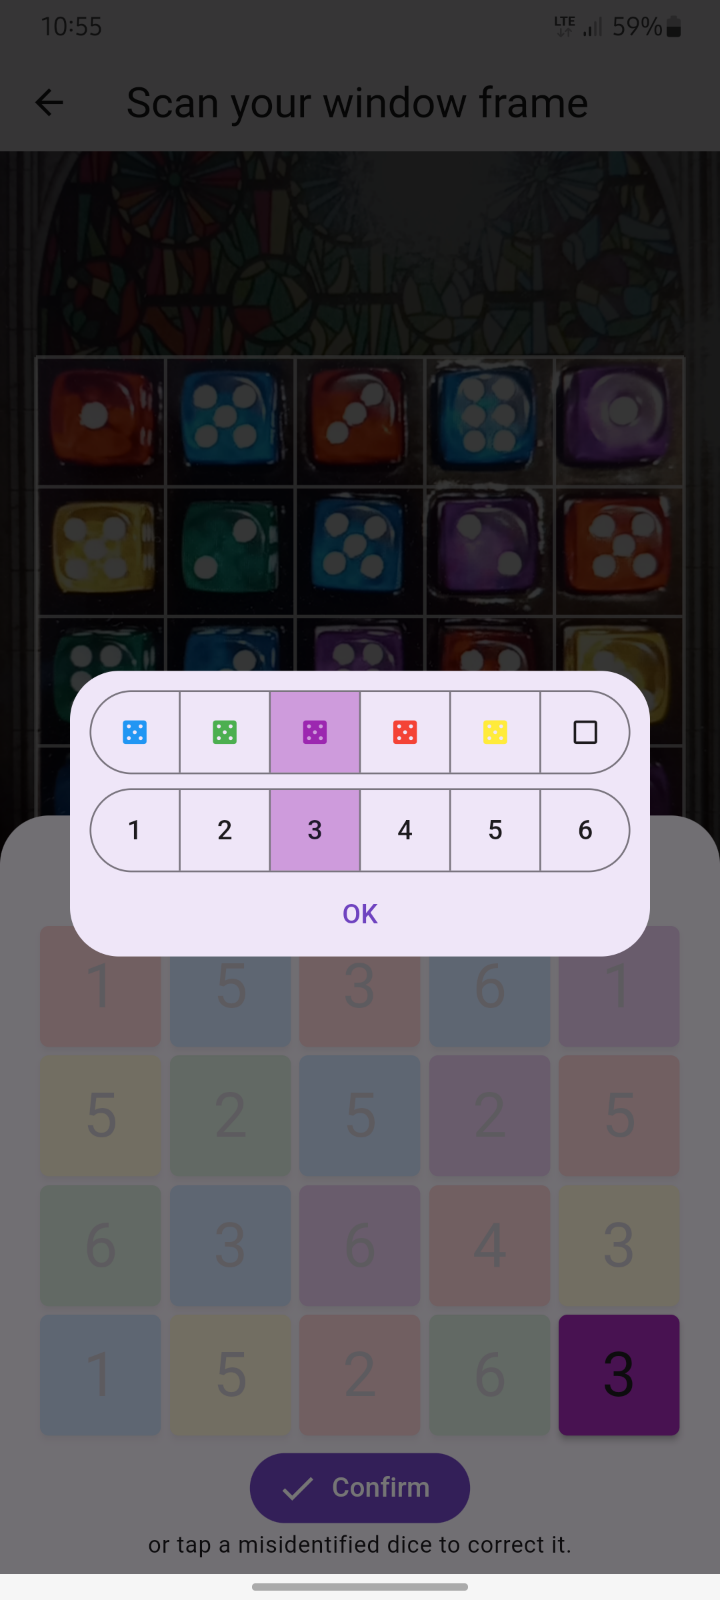 10:55 LTE 59%
Scan your window frame
1 2 3 4 5 6
OK
1 5 3 6 1
5 2 5 2 5
6 3 6 4 3
1 5 2 6 3
Confirm
or tap a misidentified dice to correct it.